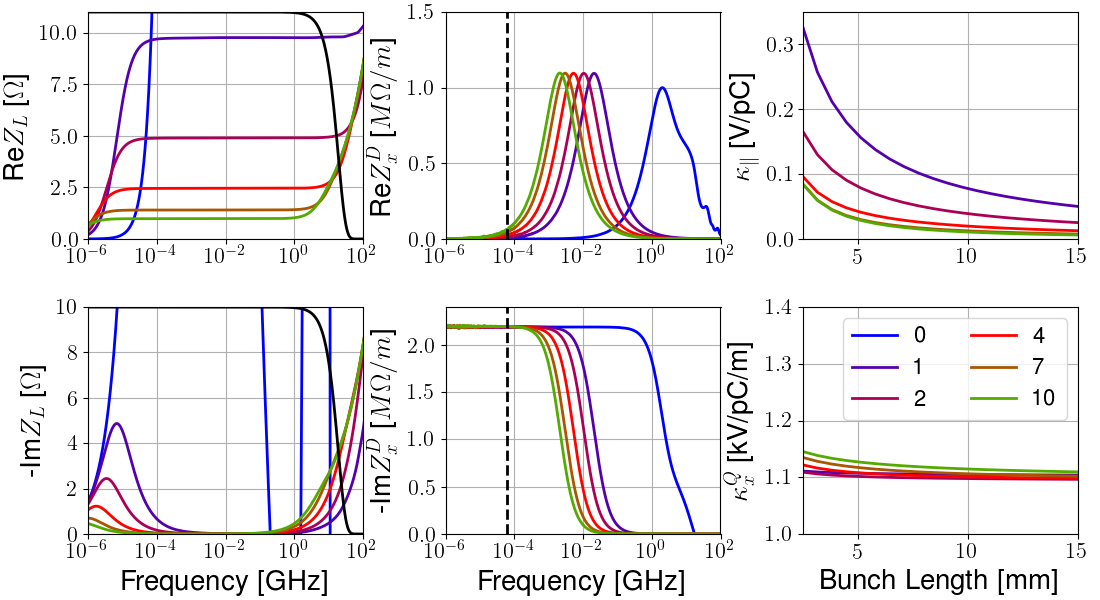 ReZ_L [Ω]
10.0
7.5
5.0
2.5
0.0
10^{-6} 10^{-4} 10^{-2} 10^{0} 10^{2}
ReZ_x^D [MΩ/m]
1.5
1.0
0.5
0.0
10^{-6} 10^{-4} 10^{-2} 10^{0} 10^{2}
κ_∥ [V/pC]
0.3
0.2
0.1
0.0
5 10 15
-ImZ_L [Ω]
10
8
6
4
2
0
10^{-6} 10^{-4} 10^{-2} 10^{0} 10^{2}
Frequency [GHz]
-ImZ_x^D [MΩ/m]
2.0
1.5
1.0
0.5
0.0
10^{-6} 10^{-4} 10^{-2} 10^{0} 10^{2}
Frequency [GHz]
κ_x^Q [kV/pC/m]
1.4
1.3
1.2
1.1
1.0
0 4
1 7
2 10
5 10 15
Bunch Length [mm]